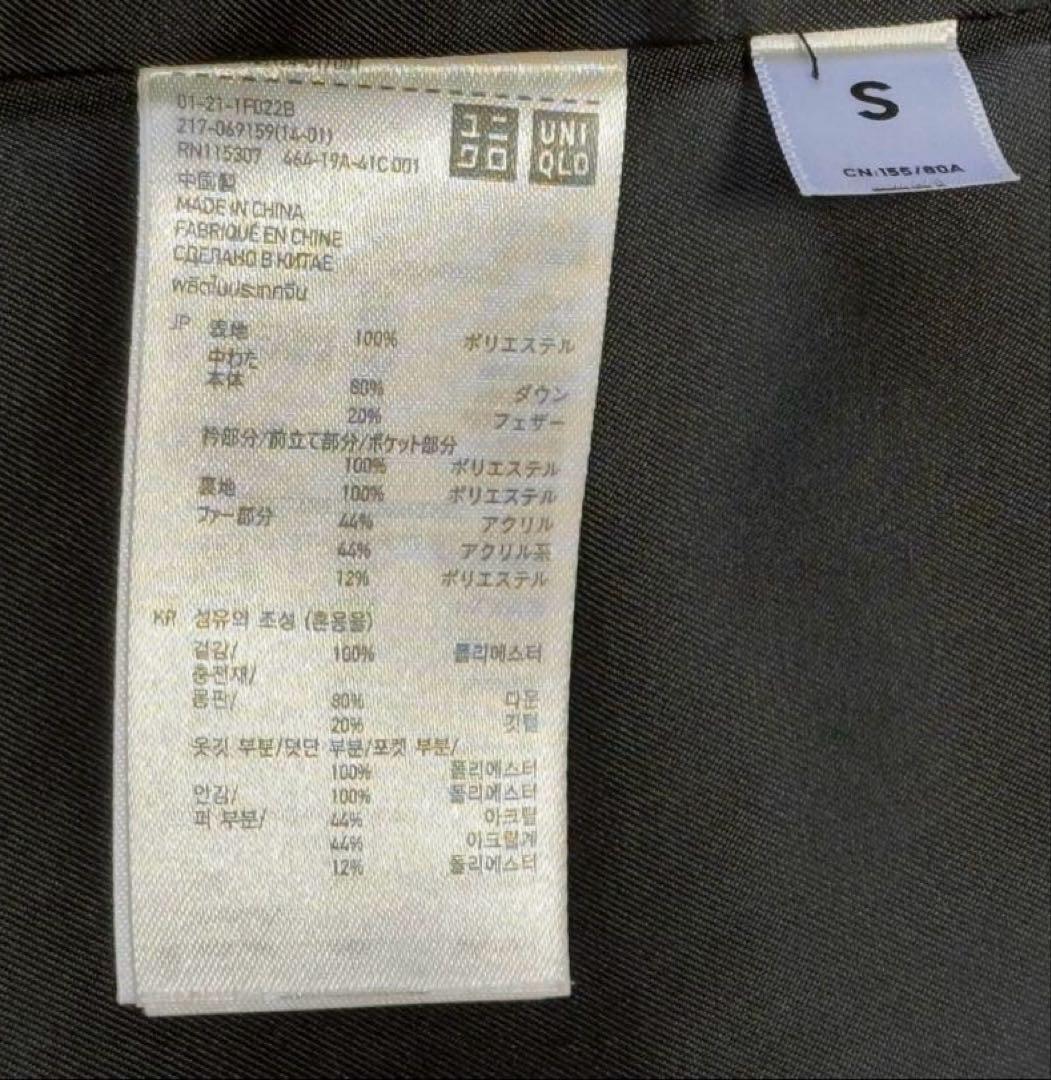 01-21-1F022B
217-069159(14-01)
RN115307 464-19A-41C 001
中国製
MADE IN CHINA
FABRIQUÉ EN CHINE
СДЕЛАНО В КИТАЕ
ผลิตในประเทศจีน
ユニ
クロ
UNI
QLO
JP 表地 100% ポリエステル
中わた
本体 80% ダウン
20% フェザー
衿部分/前立て部分/ポケット部分
100% ポリエステル
裏地 100% ポリエステル
ファー部分 44% アクリル
44% アクリル系
12% ポリエステル
KR 섬유의 조성 (혼용율)
겉감/ 100% 폴리에스터
충전재/
몸판/ 80% 다운
20% 깃털
옷깃 부분/덧단 부분/포켓 부분/
100% 폴리에스터
안감/ 100% 폴리에스터
퍼 부분/ 44% 아크릴
44% 아크릴계
12% 폴리에스터
S
CN:155/80A